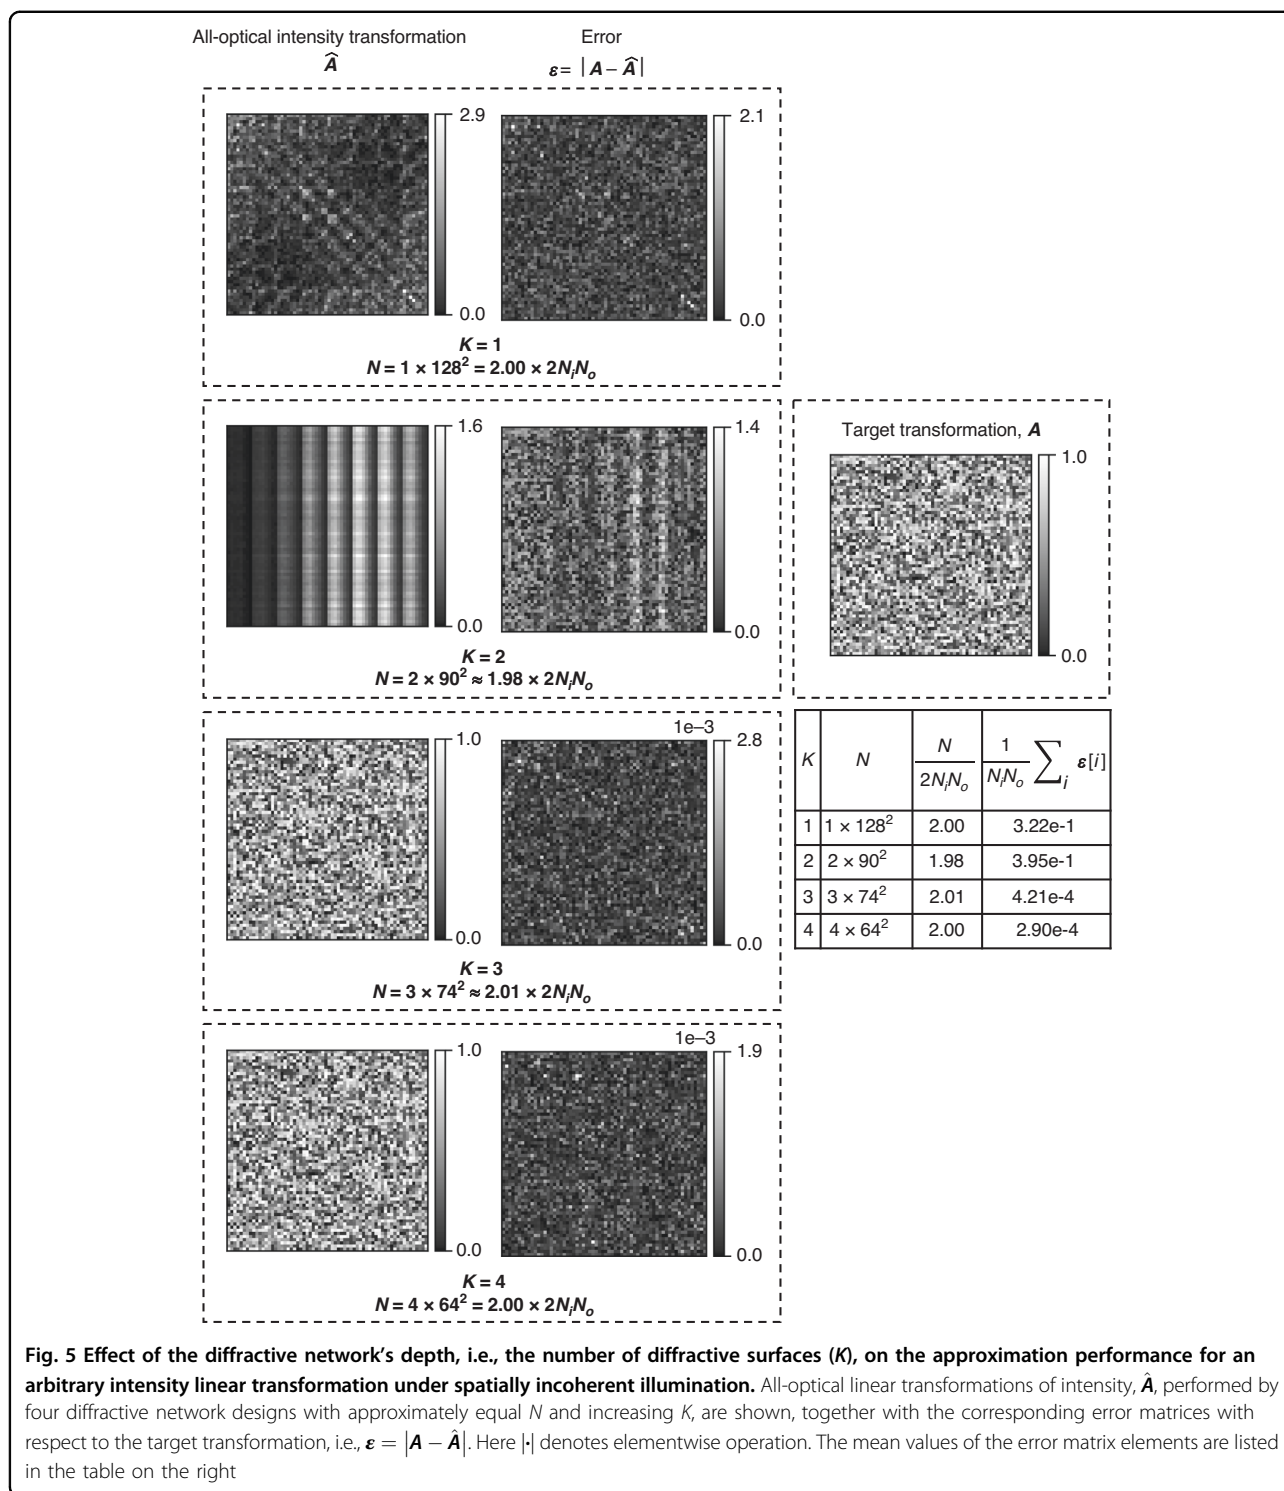 All-optical intensity transformation
Â
Error
ε = |A − Â|
2.9
0.0
2.1
0.0
K = 1
N = 1 × 128² = 2.00 × 2NᵢNₒ
1.6
0.0
1.4
0.0
K = 2
N = 2 × 90² ≈ 1.98 × 2NᵢNₒ
Target transformation, A
1.0
0.0
1.0
0.0
1e−3
2.8
0.0
K = 3
N = 3 × 74² ≈ 2.01 × 2NᵢNₒ
K N N/2NᵢNₒ 1/NᵢNₒ ∑ᵢ ε[i]
1 1 × 128² 2.00 3.22e-1
2 2 × 90² 1.98 3.95e-1
3 3 × 74² 2.01 4.21e-4
4 4 × 64² 2.00 2.90e-4
1.0
0.0
1e−3
1.9
0.0
K = 4
N = 4 × 64² = 2.00 × 2NᵢNₒ
Fig. 5 Effect of the diffractive network's depth, i.e., the number of diffractive surfaces (K), on the approximation performance for an
arbitrary intensity linear transformation under spatially incoherent illumination. All-optical linear transformations of intensity, Â, performed by
four diffractive network designs with approximately equal N and increasing K, are shown, together with the corresponding error matrices with
respect to the target transformation, i.e., ε = |A − Â|. Here |·| denotes elementwise operation. The mean values of the error matrix elements are listed
in the table on the right